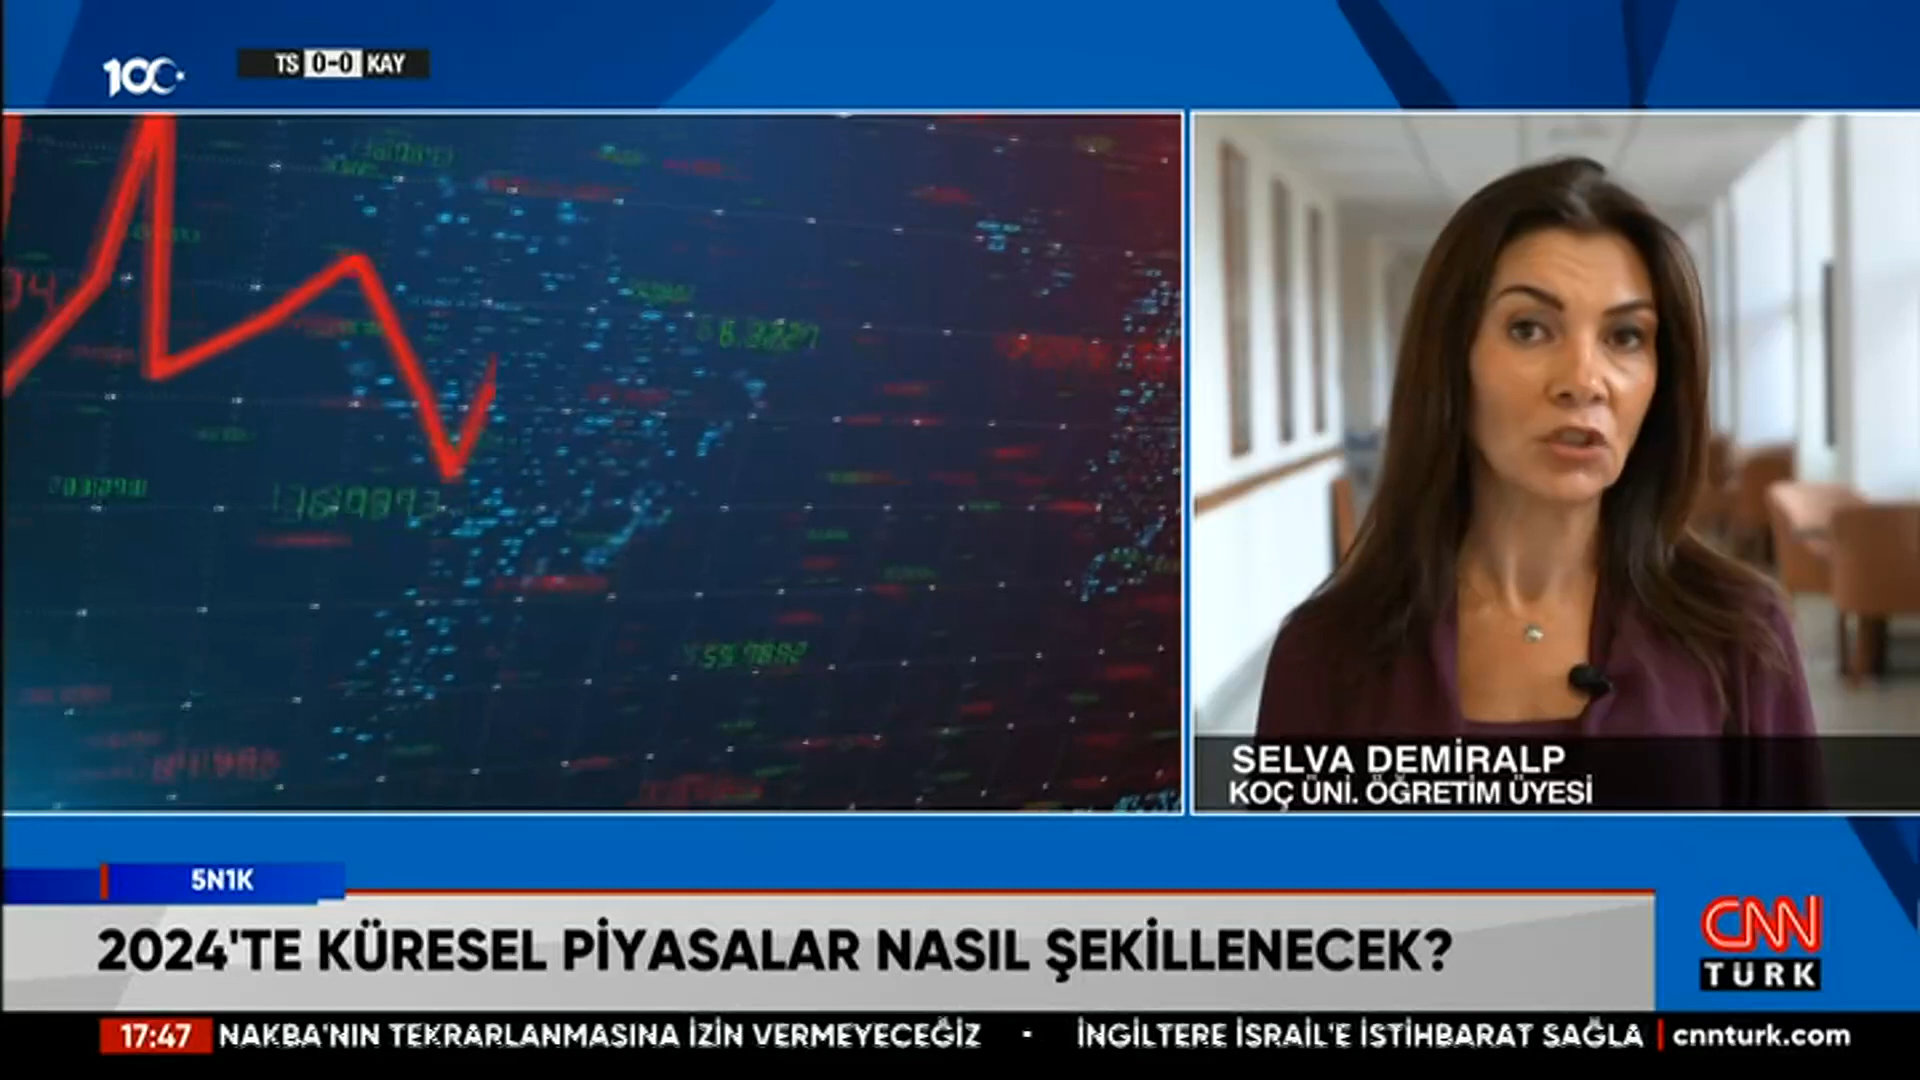 100
TS 0-0 KAY
SELVA DEMİRALP
KOÇ ÜNİ. ÖĞRETİM ÜYESİ
5N1K
2024'TE KÜRESEL PİYASALAR NASIL ŞEKİLLENECEK?
CNN
TURK
17:47 NAKBA'NIN TEKRARLANMASINA İZİN VERMEYECEĞİZ - İNGİLTERE İSRAİL'E İSTİHBARAT SAĞLA cnnturk.com